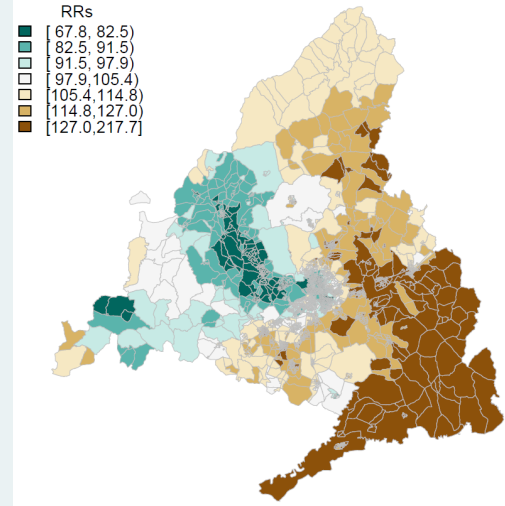 RRs
[ 67.8, 82.5)
[ 82.5, 91.5)
[ 91.5, 97.9)
[ 97.9,105.4)
[105.4,114.8)
[114.8,127.0)
[127.0,217.7]